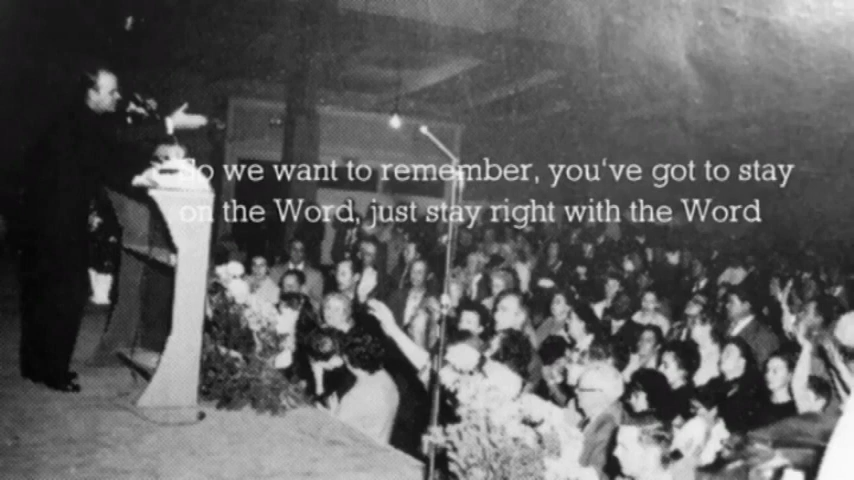 So we want to remember, you've got to stay
on the Word, just stay right with the Word